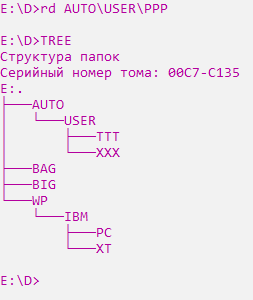 E:\D>rd AUTO\USER\PPP
E:\D>TREE
Структура папок
Серийный номер тома: 00C7-C135
E:.
├───AUTO
│   └───USER
│       ├───TTT
│       └───XXX
├───BAG
├───BIG
└───WP
    └───IBM
        ├───PC
        └───XT
E:\D>